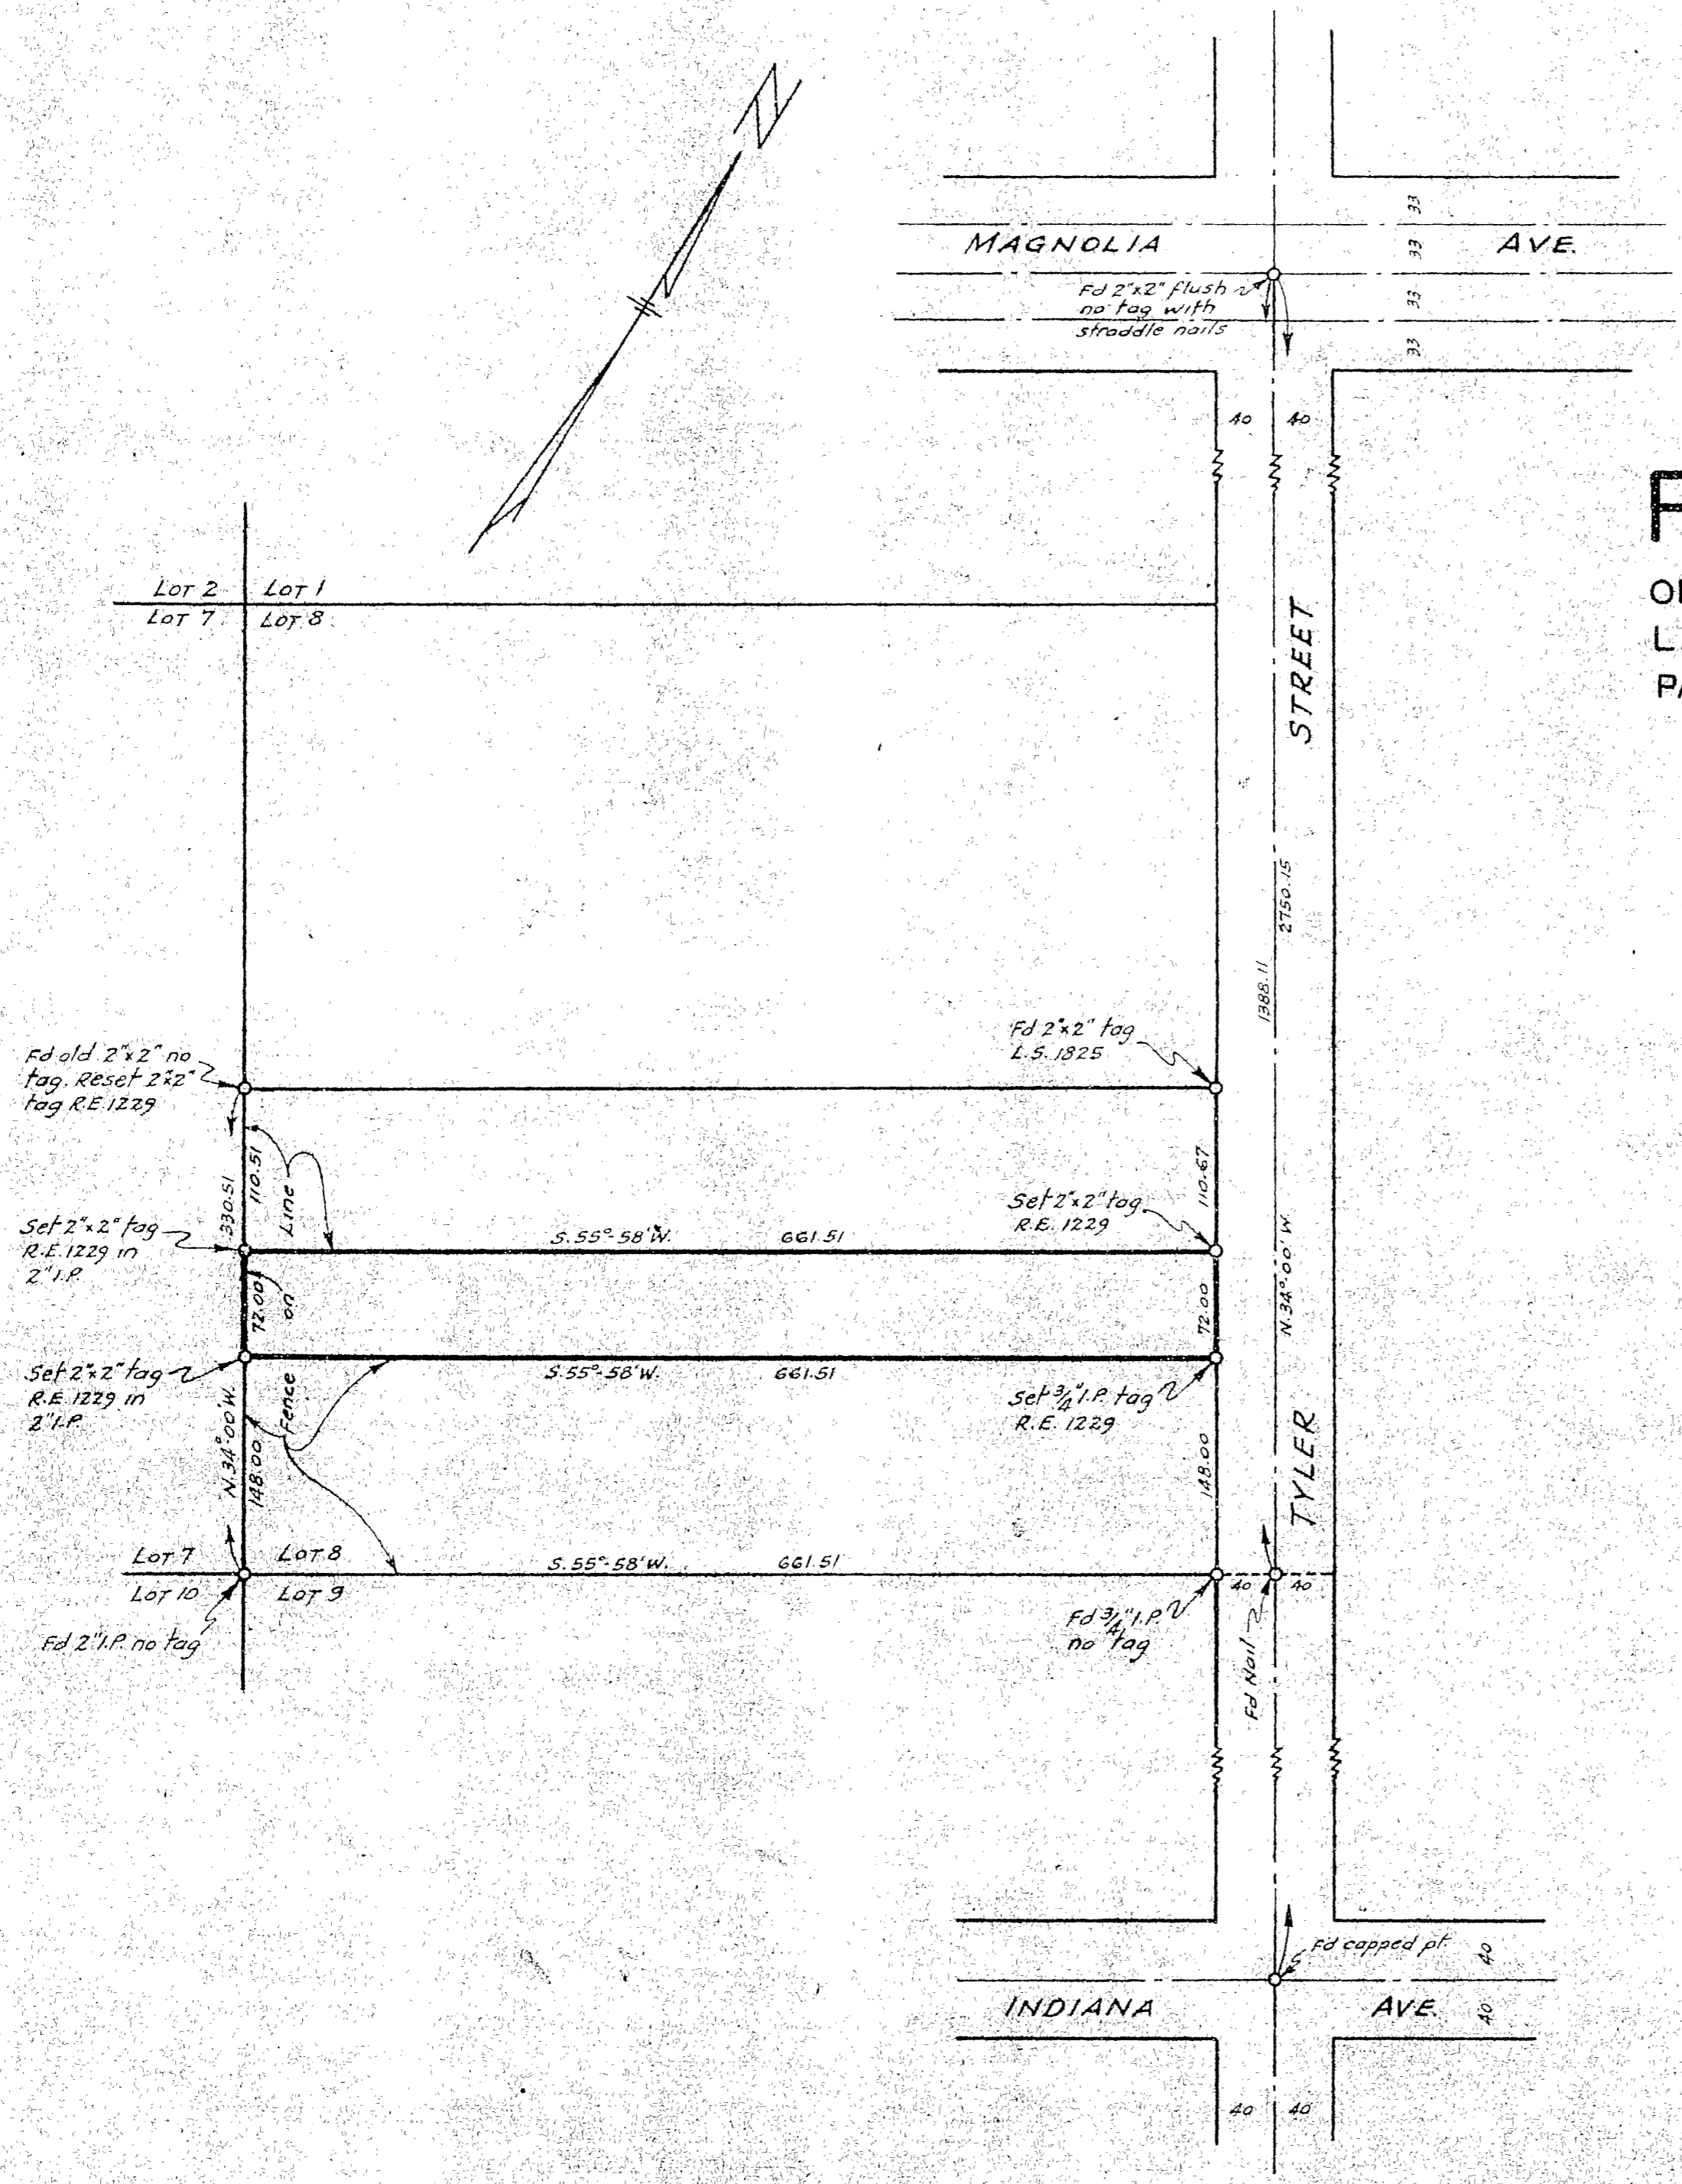 N
MAGNOLIA AVE.
33
33
33
33
Fd 2"x2" flush
no tag with
straddle nails
40 40
LOT 2 LOT 1
LOT 7 LOT 8
STREET
2750.15
1388.11
Fd 2"x2" tag
L.S. 1825
Fd old 2"x2" no
tag. Reset 2"x2"
tag R.E. 1229
330.51
110.51
Line
110.67
Set 2"x2" tag
R.E. 1229 in
2" I.P.
Set 2"x2" tag
R.E. 1229
S. 55°-58' W. 661.51
72.00
on
72.00
N. 34°-00' W.
S. 55°-58' W. 661.51
Set 2"x2" tag
R.E. 1229 in
2" I.P.
Set 3/4" I.P. tag
R.E. 1229
N. 34°-00' W.
148.00
Fence
148.00
TYLER
LOT 7 LOT 8
S. 55°-58' W. 661.51
LOT 10 LOT 9
40 40
Fd 2" I.P. no tag
Fd 3/4" I.P.
no tag
Fd Nail
Fd capped pt.
40
INDIANA AVE.
40
40 40